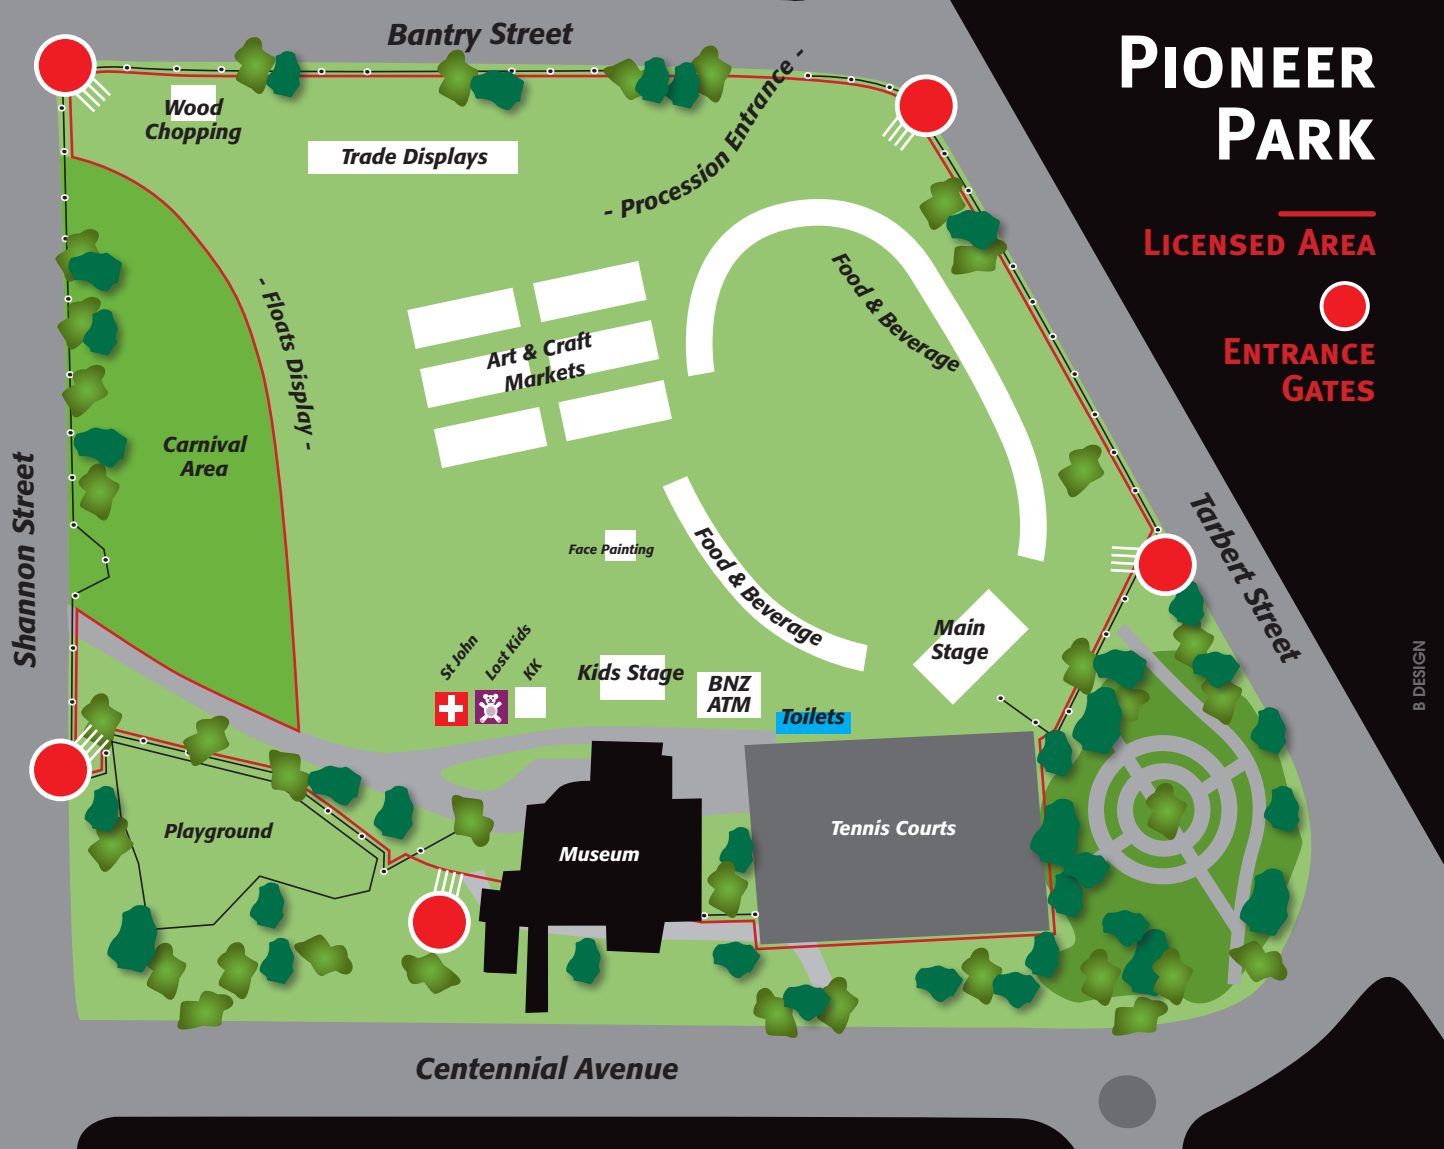 Bantry Street
PIONEER
PARK
LICENSED AREA
ENTRANCE
GATES
Wood
Chopping
Trade Displays
- Procession Entrance -
Food & Beverage
- Floats Display -
Art & Craft
Markets
Carnival
Area
Shannon Street
Tarbert Street
Face Painting
Food & Beverage
Main
Stage
St John
Lost Kids
KK
Kids Stage
BNZ
ATM
Toilets
B DESIGN
Playground
Museum
Tennis Courts
Centennial Avenue